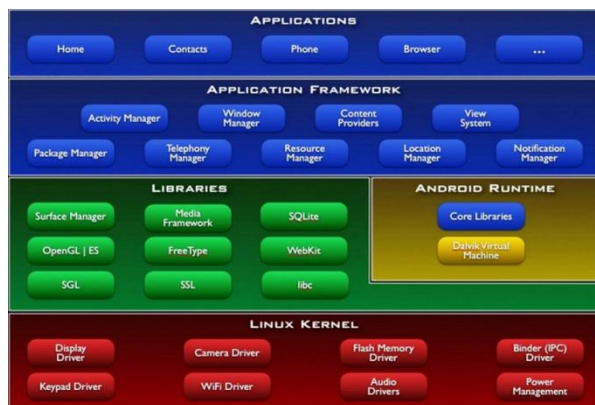 APPLICATIONS
Home
Contacts
Phone
Browser
...
APPLICATION FRAMEWORK
Activity Manager
Window
Manager
Content
Providers
View
System
Package Manager
Telephony
Manager
Resource
Manager
Location
Manager
Notification
Manager
LIBRARIES
Surface Manager
Media
Framework
SQLite
OpenGL | ES
FreeType
WebKit
SGL
SSL
libc
ANDROID RUNTIME
Core Libraries
Dalvik Virtual
Machine
LINUX KERNEL
Display
Driver
Camera Driver
Flash Memory
Driver
Binder (IPC)
Driver
Keypad Driver
WiFi Driver
Audio
Drivers
Power
Management